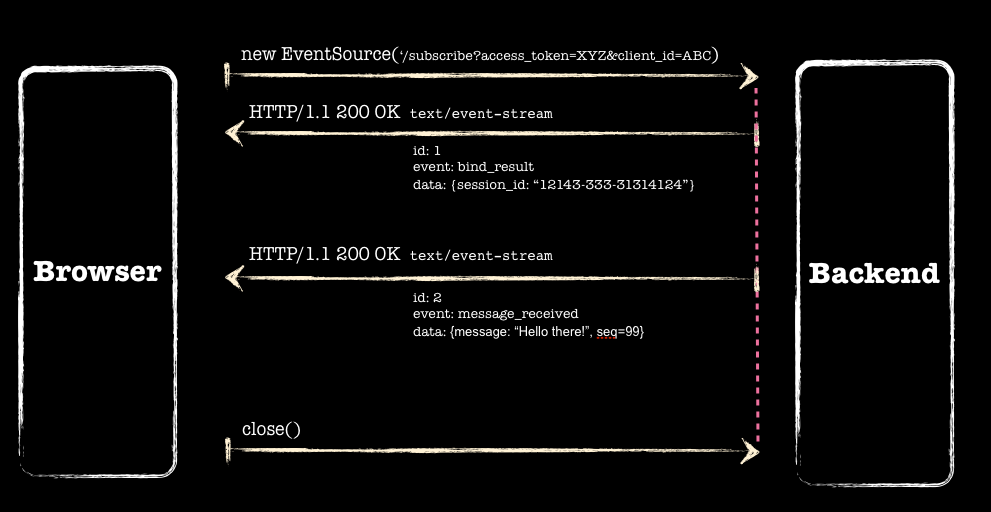 new EventSource(‘/subscribe?access_token=XYZ&client_id=ABC)
HTTP/1.1 200 OK text/event-stream
id: 1
event: bind_result
data: {session_id: “12143-333-31314124”}
HTTP/1.1 200 OK text/event-stream
Browser
Backend
id: 2
event: message_received
data: {message: “Hello there!”, seq=99}
close()